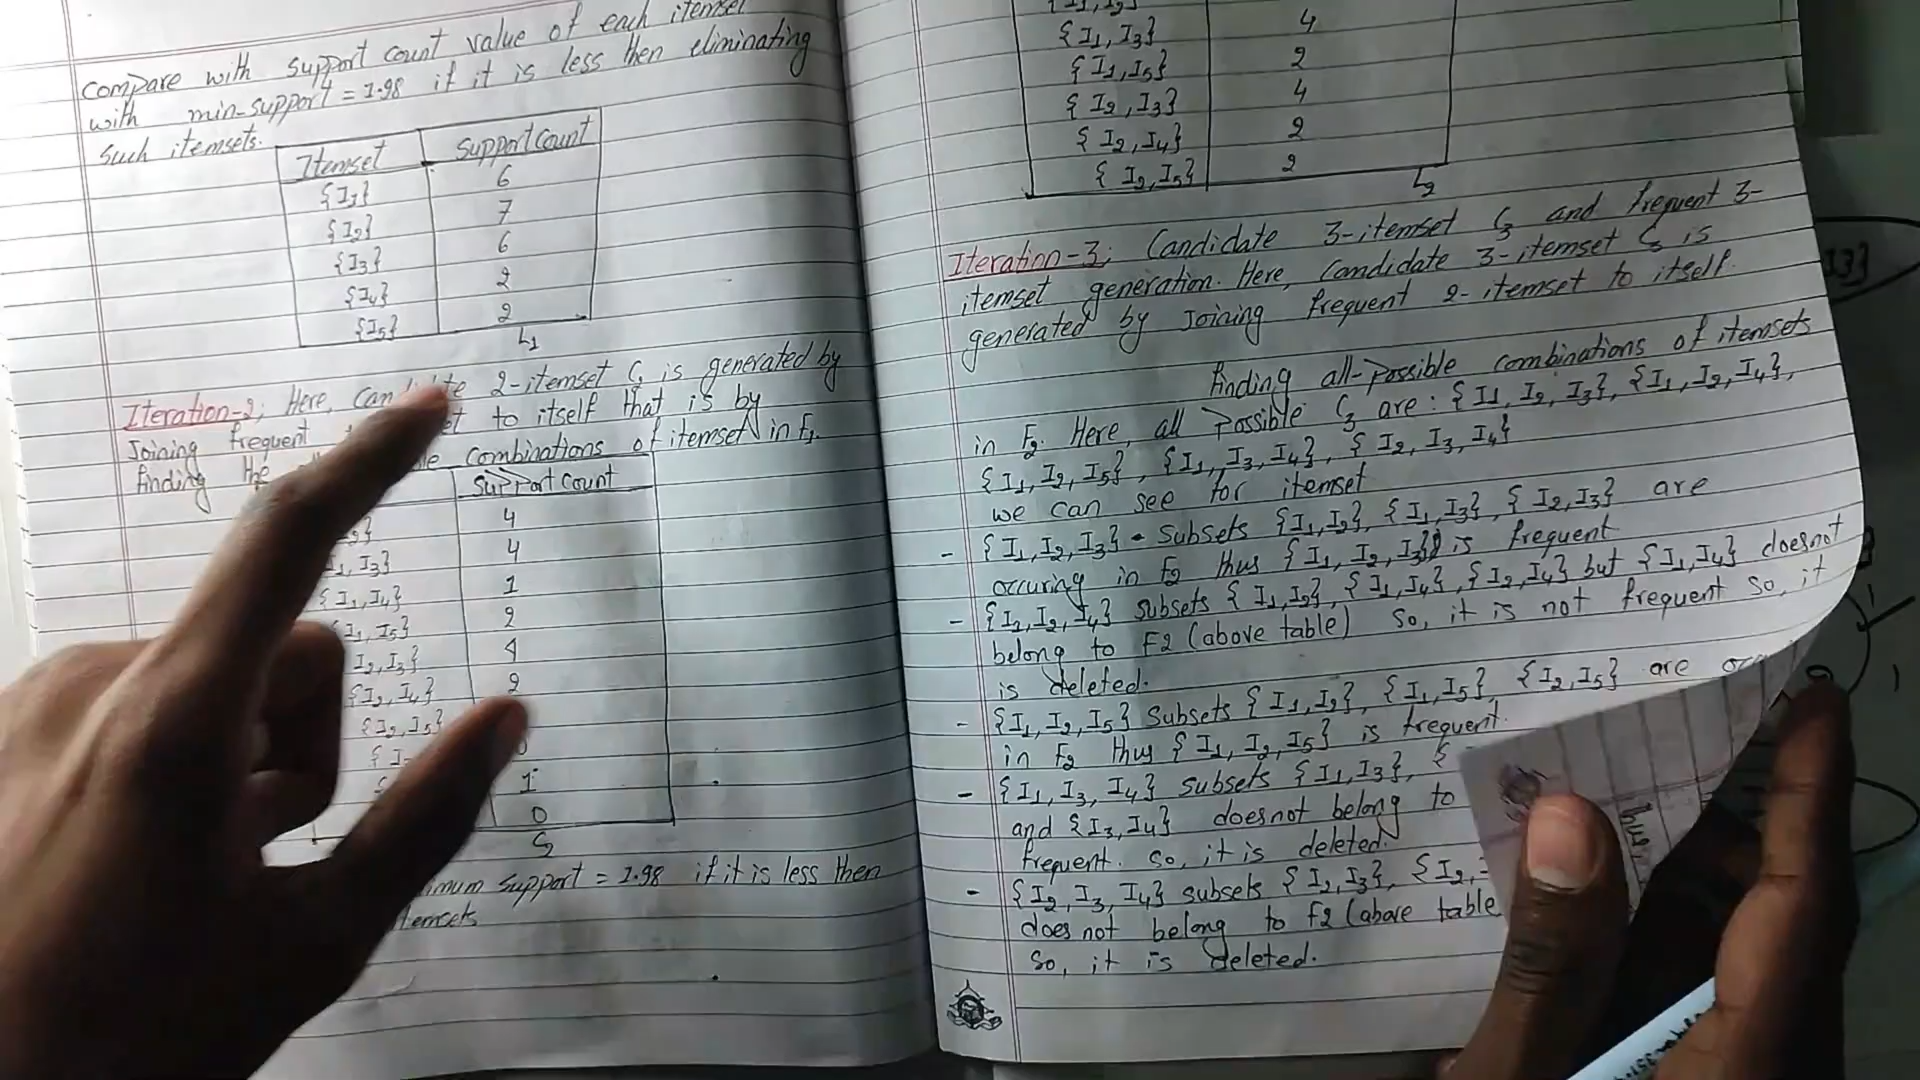 compare with support count value of each itemset
with min-support = 1.98 if it is less then eliminating
such itemsets.
Itemset Support count
{I1} 6
{I2} 7
{I3} 6
{I4} 2
{I5} 2
L1
Iteration-2; Here, candidate 2-itemset C is generated by
Joining frequent to itself that is by
finding the combinations of itemset in F1.
Support count
4
I3} 4
{I1, I4} 1
I1, I5} 2
I2, I3} 4
{I2, I4} 2
{I2, I5}
{I
1
0
C2
support = 1.98 if it is less then
itemsets
{I1, I3} 4
{I1, I5} 2
{I2, I3} 4
{I2, I4} 2
{I2, I5} 2
L2
Iteration-3; Candidate 3-itemset C3 and frequent 3-
itemset generation. Here, Candidate 3-itemset C3 is
generated by Joining frequent 2-itemset to itself.
finding all-possible combinations of itemsets
in F2. Here, all possible C3 are: {I1, I2, I3}, {I1, I2, I4},
{I1, I2, I5}, {I1, I3, I4}, {I2, I3, I4}
we can see for itemset
- {I1, I2, I3} - Subsets {I1, I2}, {I1, I3}, {I2, I3} are
occuring in F2 thus {I1, I2, I3} is frequent
- {I1, I2, I4} subsets {I1, I2}, {I1, I4}, {I2, I4} but {I1, I4} doesnot
belong to F2 (above table) So, it is not frequent so, it
is deleted.
- {I1, I2, I5} Subsets {I1, I2}, {I1, I5}, {I2, I5} are
in F2 thus {I1, I2, I5} is frequent.
- {I1, I3, I4} subsets {I1, I3}, {
and {I3, I4} doesnot belong to
frequent. so, it is deleted.
- {I2, I3, I4} subsets {I2, I3}, {I2,
does not belong to F2 (above table
So, it is deleted.